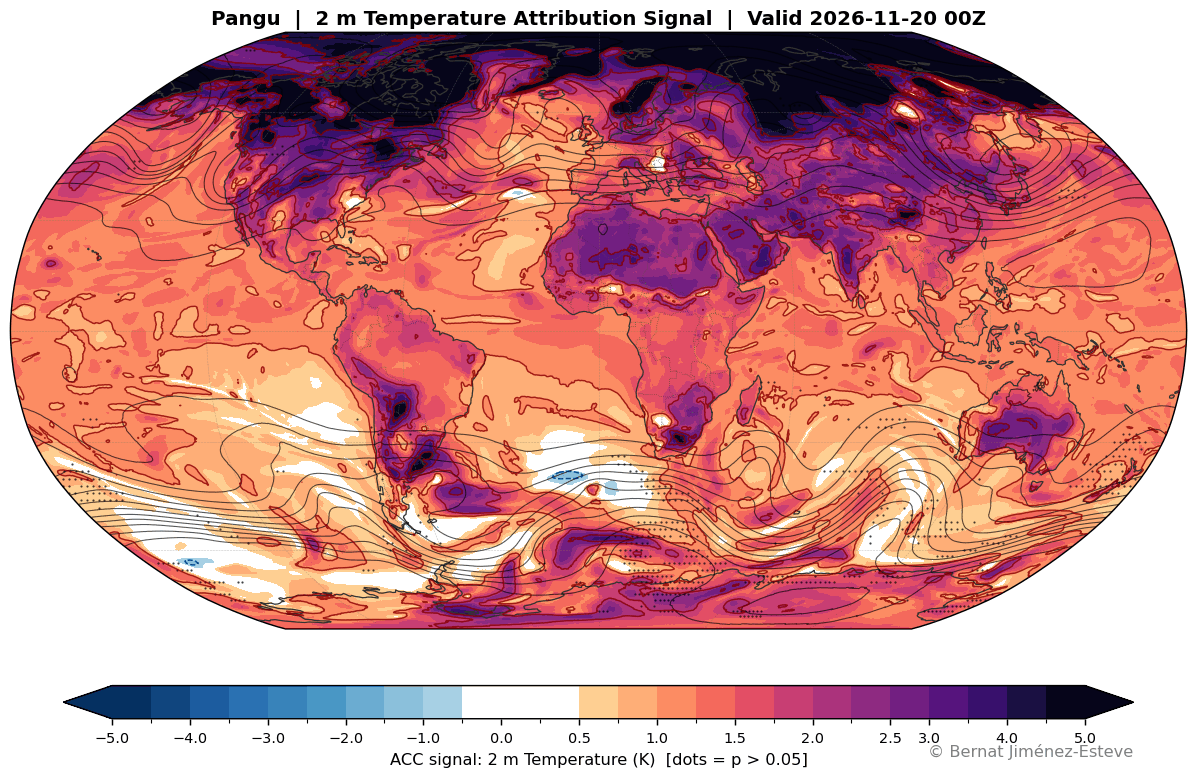 Pangu  |  2 m Temperature Attribution Signal  |  Valid 2026-11-20 00Z
−5.0 −4.0 −3.0 −2.0 −1.0 0.0 0.5 1.0 1.5 2.0 2.5 3.0 4.0 5.0
ACC signal: 2 m Temperature (K)  [dots = p > 0.05]
© Bernat Jiménez-Esteve